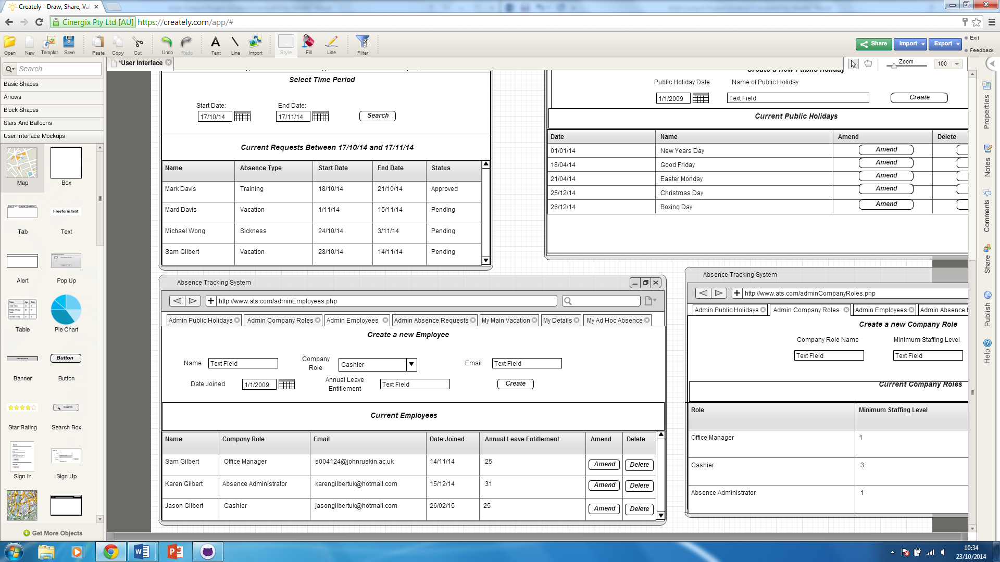 Creately - Draw, Share, Val
Cinergix Pty Ltd [AU] https://creately.com/app/#
Open New Templat Save Paste Copy Cut Undo Redo Text Line Import Style Fill Line Filter
Share Import Export Exit
Feedback
*User Interface
Zoom 100
Search
Basic Shapes
Arrows
Block Shapes
Stars And Balloons
User Interface Mockups
Map Box
Freeform text
Tab Text
Alert Pop Up
Table Pie Chart
Button
Banner Button
Search
Star Rating Search Box
Sign In Sign Up
Get More Objects
Select Time Period
Start Date: End Date:
17/10/14 17/11/14 Search
Current Requests Between 17/10/14 and 17/11/14
Name Absence Type Start Date End Date Status
Mark Davis Training 18/10/14 21/10/14 Approved
Mard Davis Vacation 1/11/14 15/11/14 Pending
Michael Wong Sickness 24/10/14 3/11/14 Pending
Sam Gilbert Vacation 28/10/14 14/11/14 Pending
Create a new Public Holiday
Public Holiday Date Name of Public Holiday
1/1/2009 Text Field Create
Current Public Holidays
Date Name Amend Delete
01/01/14 New Years Day Amend
18/04/14 Good Friday Amend
21/04/14 Easter Monday Amend
25/12/14 Christmas Day Amend
26/12/14 Boxing Day Amend
Absence Tracking System
http://www.ats.com/adminEmployees.php
Admin Public Holidays Admin Company Roles Admin Employees Admin Absence Requests My Main Vacation My Details My Ad Hoc Absence
Create a new Employee
Name Text Field Company Role Cashier Email Text Field
Date Joined 1/1/2009 Annual Leave Entitlement Text Field Create
Current Employees
Name Company Role Email Date Joined Annual Leave Entitlement Amend Delete
Sam Gilbert Office Manager s004124@johnruskin.ac.uk 14/11/14 25 Amend Delete
Karen Gilbert Absence Administrator karengilbertuk@hotmail.com 15/12/14 31 Amend Delete
Jason Gilbert Cashier jasongilbertuk@hotmail.com 26/02/15 25 Amend Delete
Absence Tracking System
http://www.ats.com/adminCompanyRoles.php
Admin Public Holidays Admin Company Roles Admin Employees Admin Absence
Create a new Company Role
Company Role Name Minimum Staffing Level
Text Field Text Field
Current Company Roles
Role Minimum Staffing Level
Office Manager 1
Cashier 3
Absence Administrator 1
Properties
Notes
Comments
Share
Publish
Help
10:34
23/10/2014